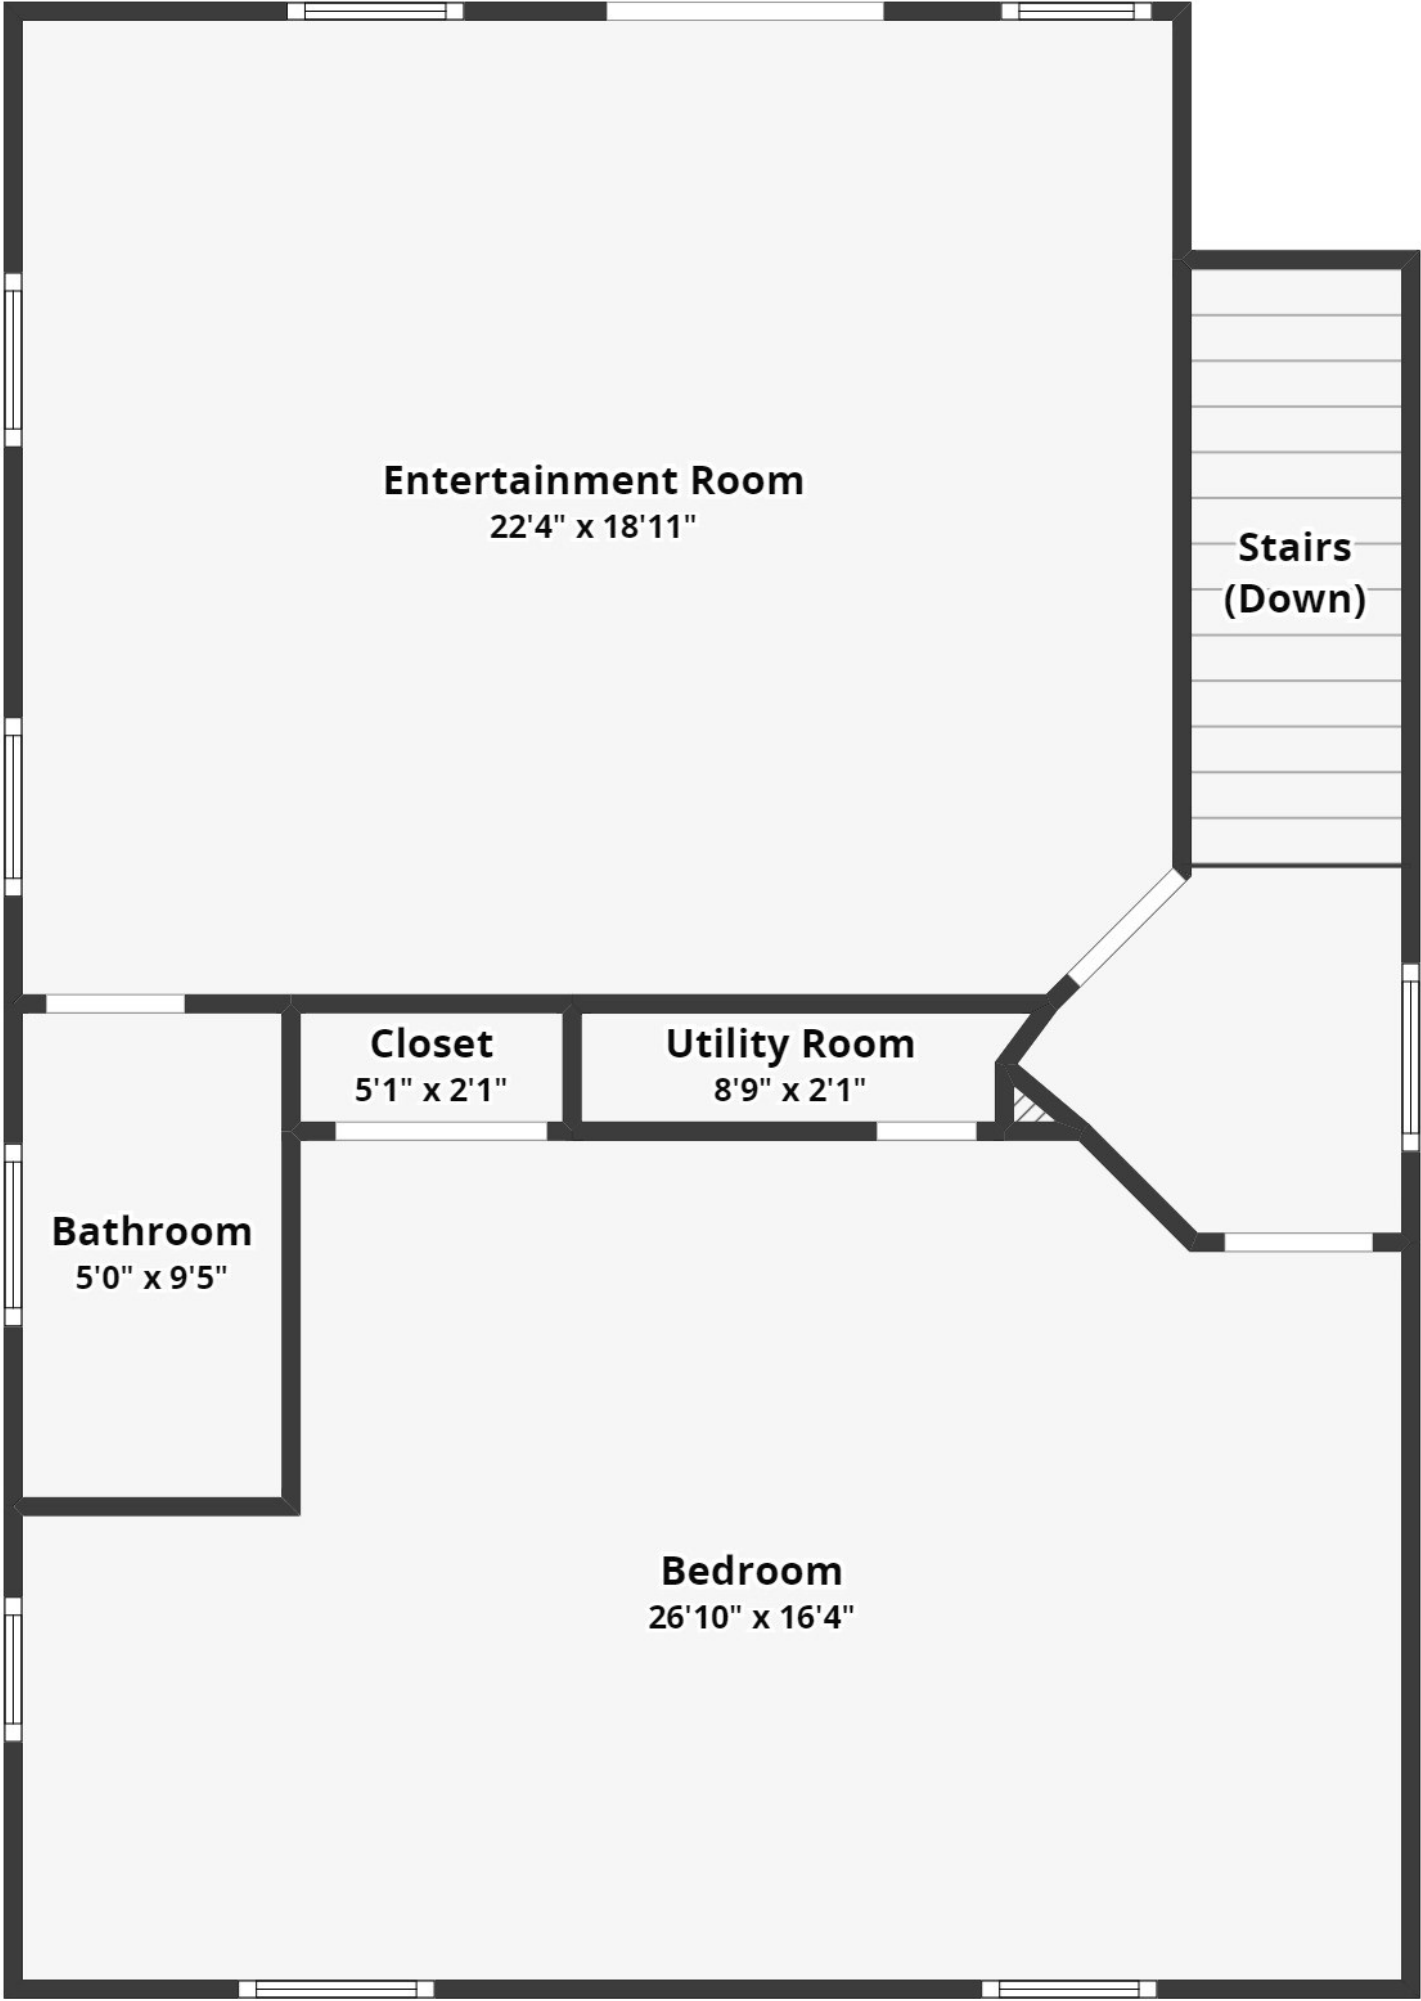 Entertainment Room
22'4" x 18'11"
Stairs
(Down)
Closet
5'1" x 2'1"
Utility Room
8'9" x 2'1"
Bathroom
5'0" x 9'5"
Bedroom
26'10" x 16'4"